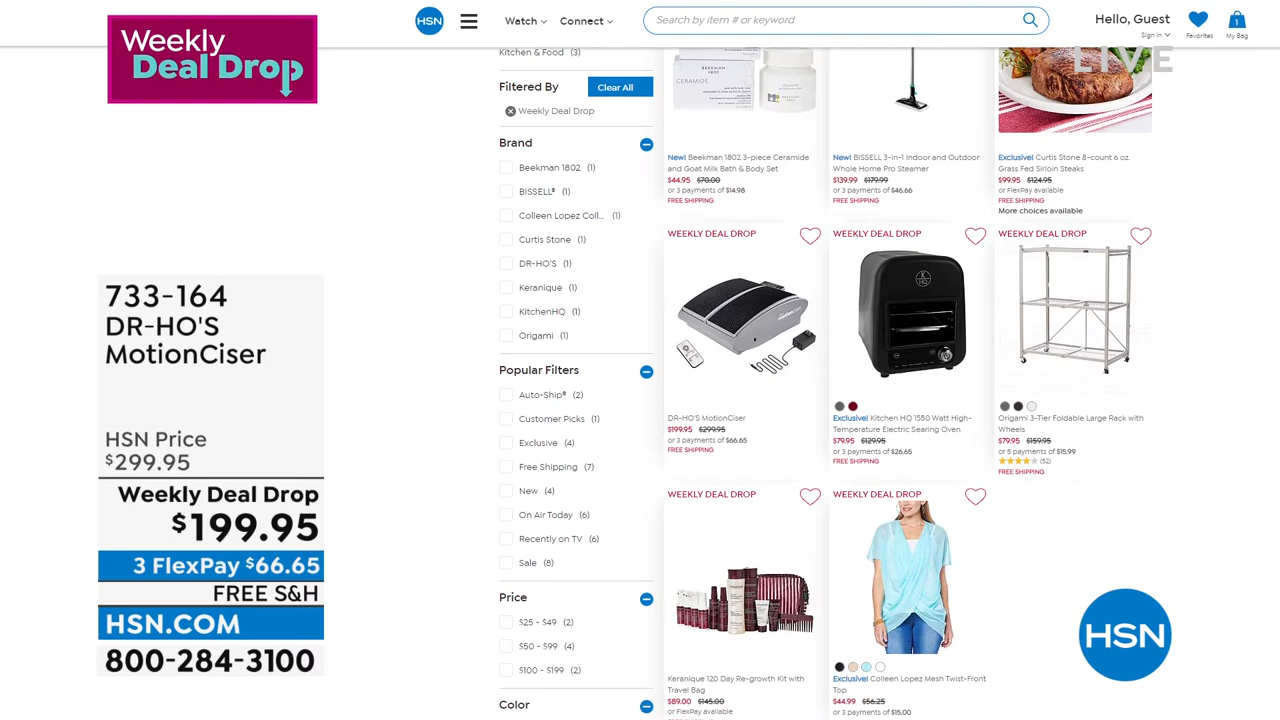 Weekly
Deal Drop
733-164
DR-HO'S
MotionCiser
HSN Price
$299.95
Weekly Deal Drop
$199.95
3 FlexPay $66.65
FREE S&H
HSN.COM
800-284-3100
HSN
Watch
Connect
Search by item # or keyword
Hello, Guest
Sign in
Favorites
1
My Bag
LIVE
Kitchen & Food (3)
Filtered By
Clear All
Weekly Deal Drop
Brand
Beekman 1802 (1)
BISSELL® (1)
Colleen Lopez Coll... (1)
Curtis Stone (1)
DR-HO'S (1)
Keranique (1)
KitchenHQ (1)
Origami (1)
Popular Filters
Auto-Ship® (2)
Customer Picks (1)
Exclusive (4)
Free Shipping (7)
New (4)
On Air Today (6)
Recently on TV (6)
Sale (8)
Price
$25 - $49 (2)
$50 - $99 (4)
$100 - $199 (2)
Color
BEEKMAN
CERAMIDE
New! Beekman 1802 3-piece Ceramide
and Goat Milk Bath & Body Set
$44.95 $70.00
or 3 payments of $14.98
FREE SHIPPING
New! BISSELL 3-in-1 Indoor and Outdoor
Whole Home Pro Steamer
$139.99 $179.99
or 3 payments of $46.66
FREE SHIPPING
Exclusive! Curtis Stone 8-count 6 oz.
Grass Fed Sirloin Steaks
$99.95 $124.95
or FlexPay available
FREE SHIPPING
More choices available
WEEKLY DEAL DROP
DR-HO'S MotionCiser
$199.95 $299.95
or 3 payments of $66.65
FREE SHIPPING
WEEKLY DEAL DROP
Exclusive! Kitchen HQ 1550 Watt High-
Temperature Electric Searing Oven
$79.95 $129.95
or 3 payments of $26.65
FREE SHIPPING
WEEKLY DEAL DROP
Origami 3-Tier Foldable Large Rack with
Wheels
$79.95 $159.95
or 5 payments of $15.99
(52)
FREE SHIPPING
WEEKLY DEAL DROP
Keranique 120 Day Re-growth Kit with
Travel Bag
$89.00 $145.00
or FlexPay available
WEEKLY DEAL DROP
Exclusive! Colleen Lopez Mesh Twist-Front
Top
$44.99 $56.25
or 3 payments of $15.00
HSN